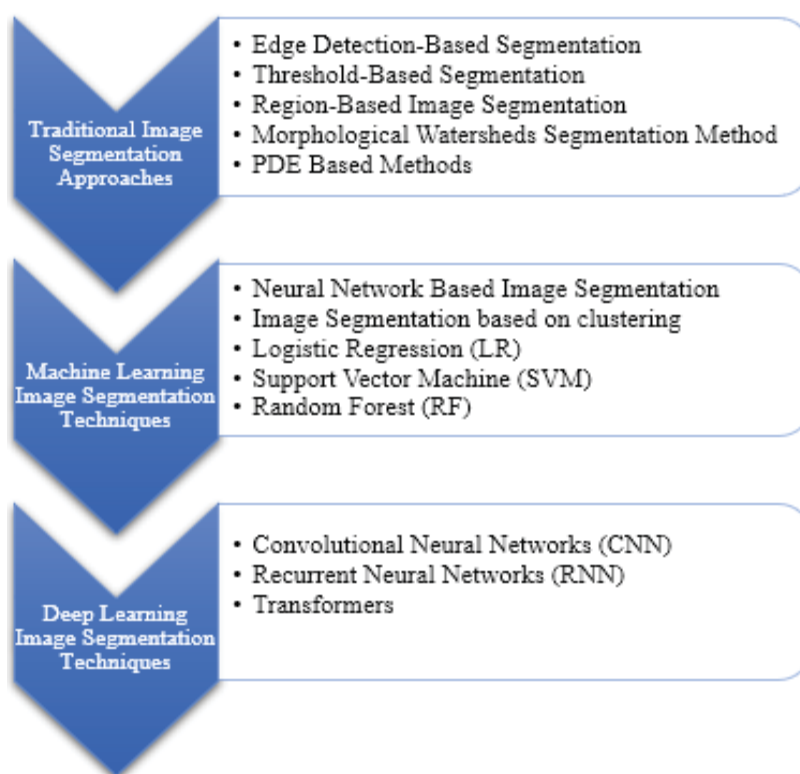 Traditional Image
Segmentation
Approaches
• Edge Detection-Based Segmentation
• Threshold-Based Segmentation
• Region-Based Image Segmentation
• Morphological Watersheds Segmentation Method
• PDE Based Methods
Machine Learning
Image Segmentation
Techniques
• Neural Network Based Image Segmentation
• Image Segmentation based on clustering
• Logistic Regression (LR)
• Support Vector Machine (SVM)
• Random Forest (RF)
Deep Learning
Image Segmentation
Techniques
• Convolutional Neural Networks (CNN)
• Recurrent Neural Networks (RNN)
• Transformers